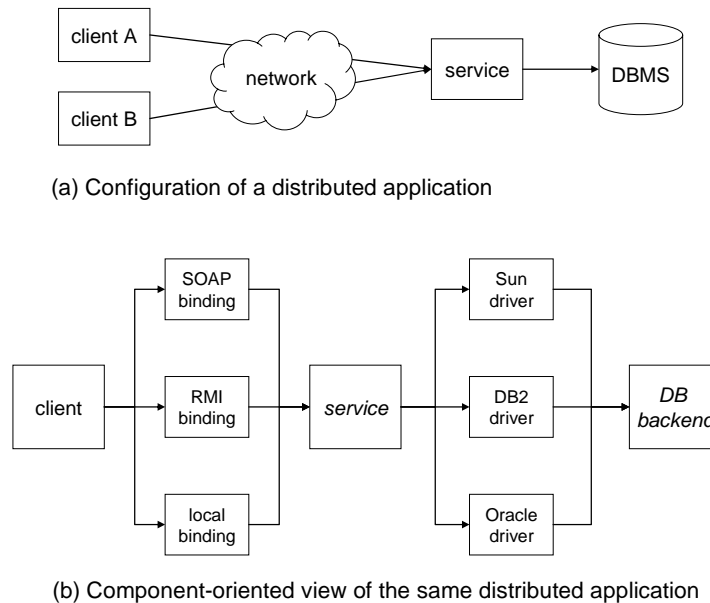 client A
network
service
DBMS
client B
(a) Configuration of a distributed application
SOAP
binding
Sun
driver
client
RMI
binding
service
DB2
driver
DB
backend
local
binding
Oracle
driver
(b) Component-oriented view of the same distributed application